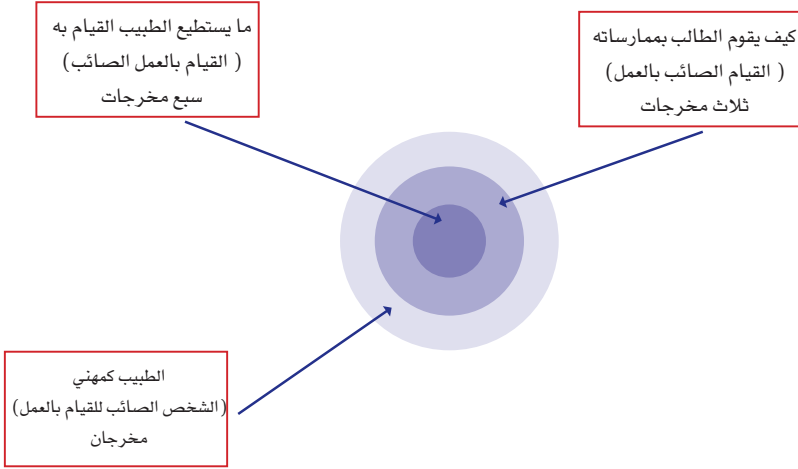 كيف يقوم الطالب بممارساته
( القيام الصائب بالعمل)
ثلاث مخرجات
ما يستطيع الطبيب القيام به
( القيام بالعمل الصائب)
سبع مخرجات
الطبيب كمهني
(الشخص الصائب للقيام بالعمل)
مخرجان